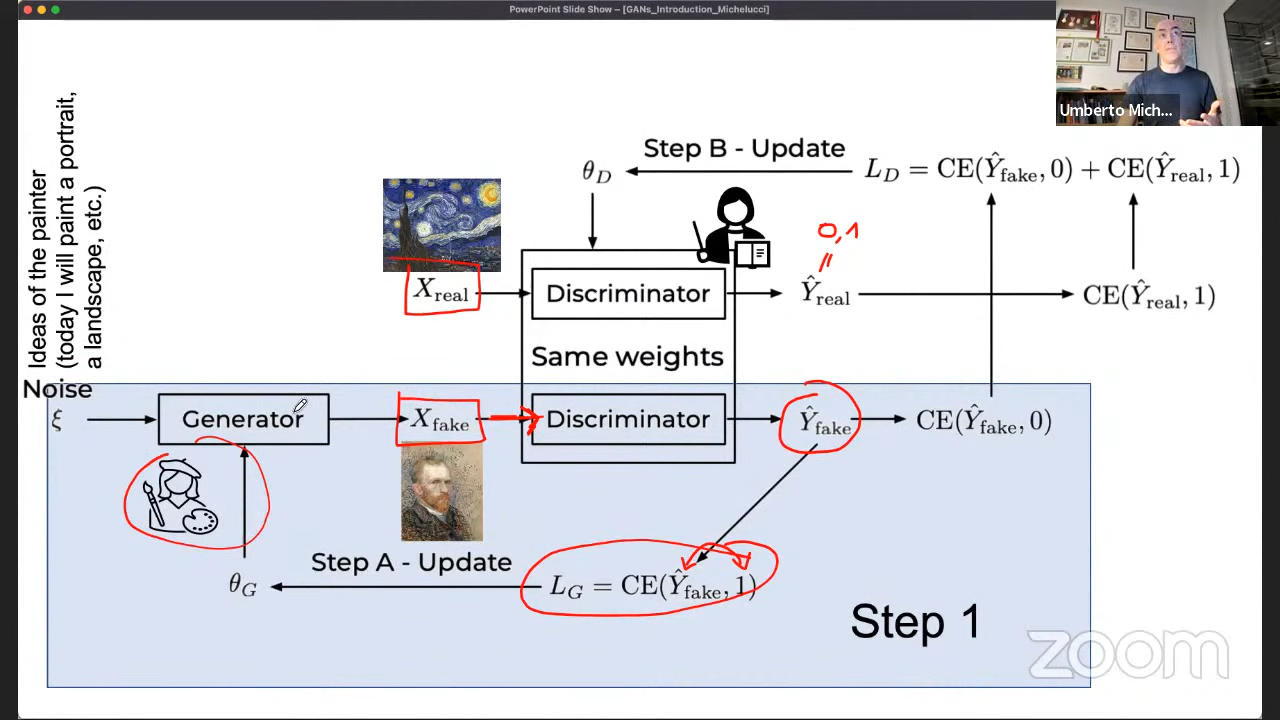 PowerPoint Slide Show – [GANs_Introduction_Michelucci]
Umberto Mich...
Ideas of the painter
(today I will paint a portrait,
a landscape, etc.)
Step B - Update
θ_D
L_D = CE(Ŷ_fake, 0) + CE(Ŷ_real, 1)
0,1
X_real
Discriminator
Ŷ_real
CE(Ŷ_real, 1)
Same weights
Noise
ξ
Generator
X_fake
Discriminator
Ŷ_fake
CE(Ŷ_fake, 0)
Step A - Update
θ_G
L_G = CE(Ŷ_fake, 1)
Step 1
zoom